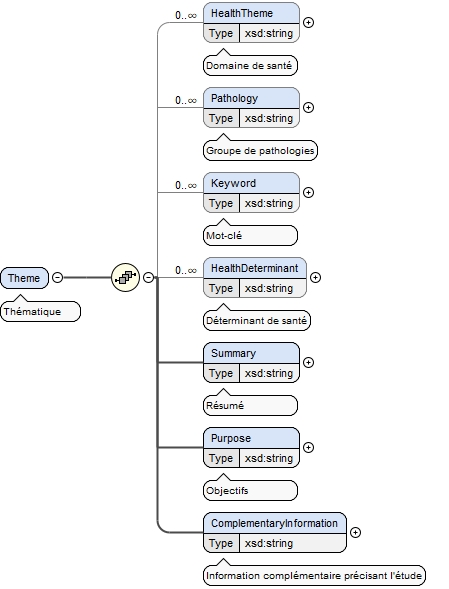 0..∞
HealthTheme
Type xsd:string
Domaine de santé
0..∞
Pathology
Type xsd:string
Groupe de pathologies
0..∞
Keyword
Type xsd:string
Mot-clé
0..∞
HealthDeterminant
Type xsd:string
Déterminant de santé
Theme
Thématique
Summary
Type xsd:string
Résumé
Purpose
Type xsd:string
Objectifs
ComplementaryInformation
Type xsd:string
Information complémentaire précisant l'étude